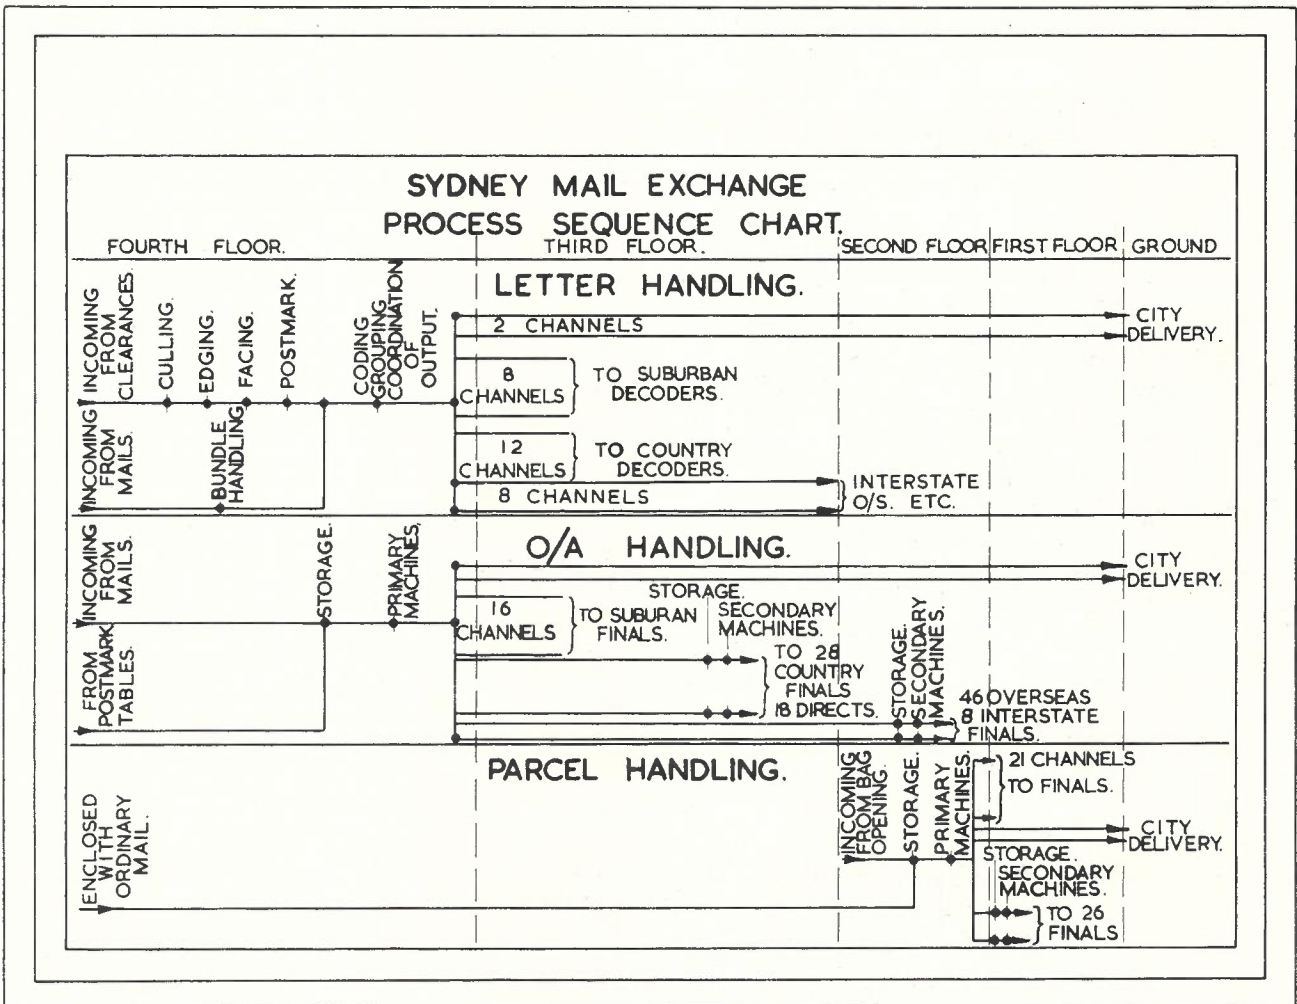 SYDNEY MAIL EXCHANGE
PROCESS SEQUENCE CHART.
FOURTH FLOOR.
THIRD FLOOR.
SECOND FLOOR
FIRST FLOOR
GROUND
LETTER HANDLING.
INCOMING
FROM
CLEARANCES.
CULLING.
EDGING.
FACING.
POSTMARK.
CODING
GROUPING
COORDINATION
OF
OUTPUT.
2 CHANNELS
CITY
DELIVERY.
8
CHANNELS
TO SUBURBAN
DECODERS.
INCOMING
FROM
MAILS.
BUNDLE
HANDLING
12
CHANNELS
TO COUNTRY
DECODERS.
8 CHANNELS
INTERSTATE
O/S. ETC.
O/A HANDLING.
INCOMING
FROM
MAILS.
STORAGE.
PRIMARY
MACHINES.
CITY
DELIVERY.
16
CHANNELS
TO SUBURAN
FINALS.
STORAGE.
SECONDARY
MACHINES.
TO 28
COUNTRY
FINALS
18 DIRECTS.
STORAGE.
SECONDARY
MACHINES.
46 OVERSEAS
8 INTERSTATE
FINALS.
FROM
POSTMARK
TABLES.
PARCEL HANDLING.
ENCLOSED
WITH
ORDINARY
MAIL.
INCOMING
FROM BAG
OPENING.
STORAGE.
PRIMARY
MACHINES.
21 CHANNELS
TO FINALS.
CITY
DELIVERY.
STORAGE.
SECONDARY
MACHINES.
TO 26
FINALS